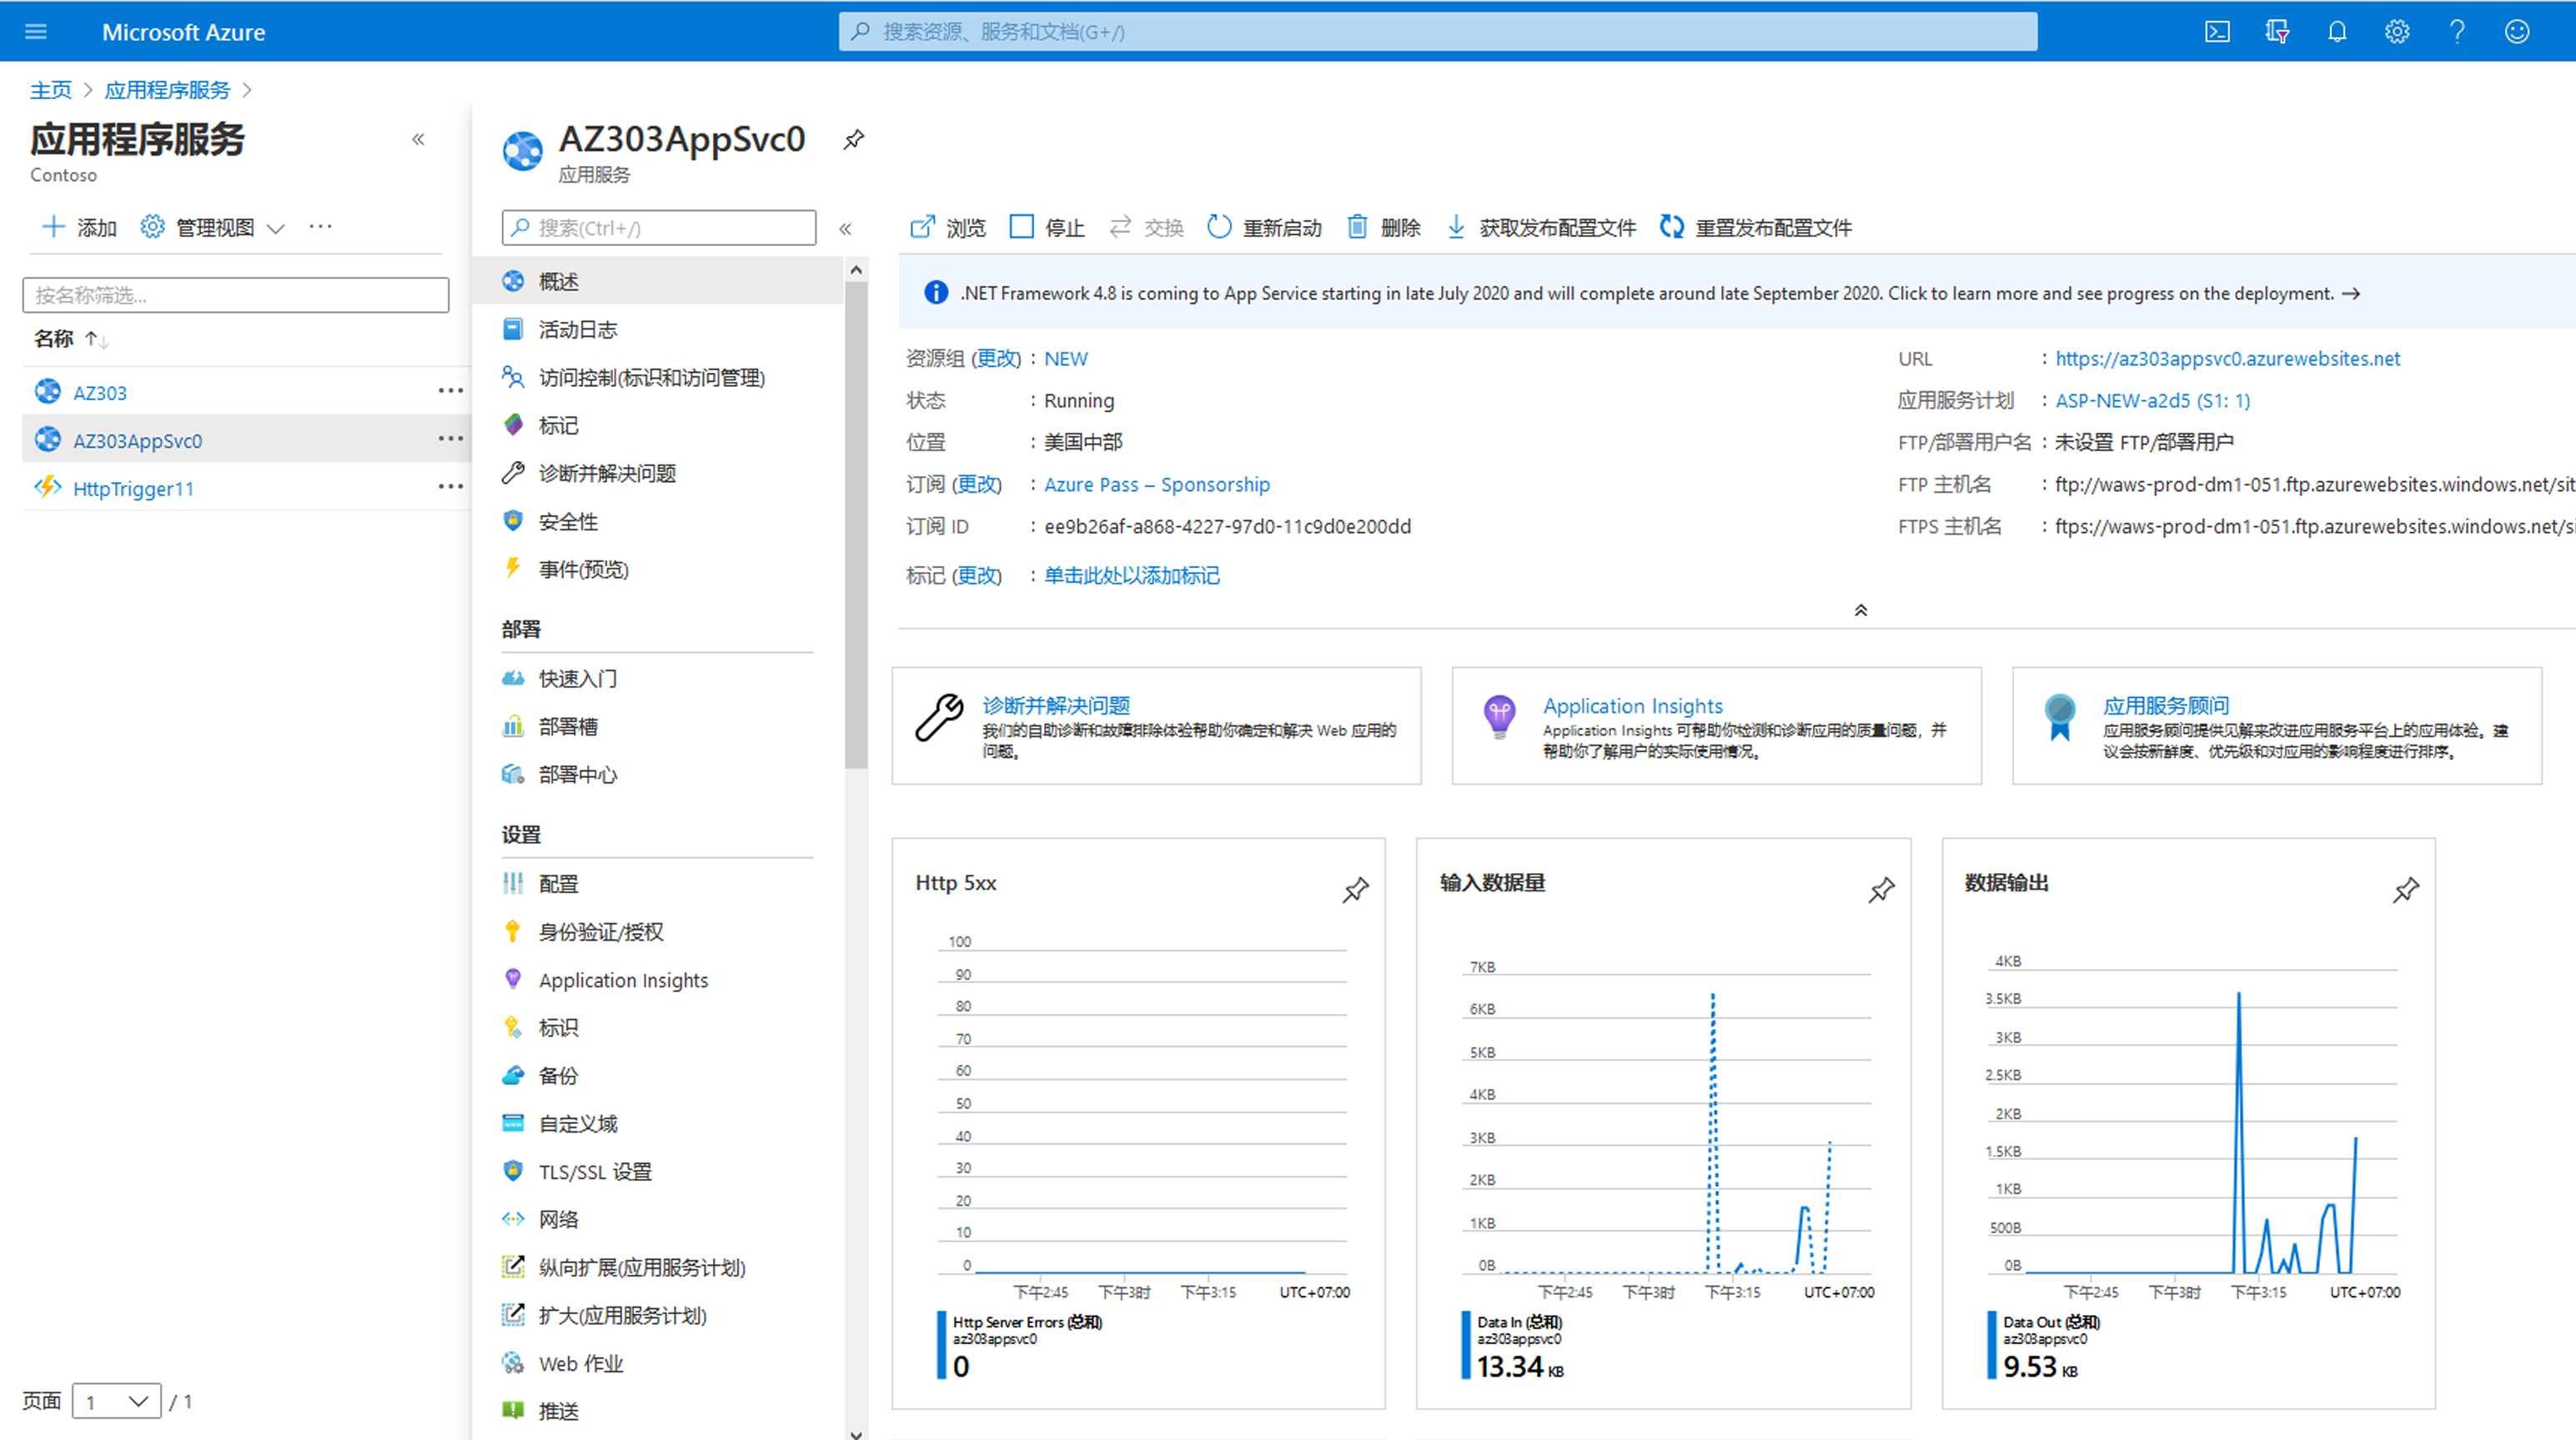 Microsoft Azure
搜索资源、服务和文档(G+/)
主页 > 应用程序服务 >
应用程序服务
Contoso
添加 管理视图 ...
按名称筛选...
名称
AZ303
AZ303AppSvc0
HttpTrigger11
页面 1 / 1
AZ303AppSvc0
应用服务
搜索(Ctrl+/)
概述
活动日志
访问控制(标识和访问管理)
标记
诊断并解决问题
安全性
事件(预览)
部署
快速入门
部署槽
部署中心
设置
配置
身份验证/授权
Application Insights
标识
备份
自定义域
TLS/SSL 设置
网络
纵向扩展(应用服务计划)
扩大(应用服务计划)
Web 作业
推送
浏览 停止 交换 重新启动 删除 获取发布配置文件 重置发布配置文件
.NET Framework 4.8 is coming to App Service starting in late July 2020 and will complete around late September 2020. Click to learn more and see progress on the deployment. →
资源组 (更改) : NEW
状态 : Running
位置 : 美国中部
订阅 (更改) : Azure Pass – Sponsorship
订阅 ID : ee9b26af-a868-4227-97d0-11c9d0e200dd
标记 (更改) : 单击此处以添加标记
URL : https://az303appsvc0.azurewebsites.net
应用服务计划 : ASP-NEW-a2d5 (S1: 1)
FTP/部署用户名 : 未设置 FTP/部署用户
FTP 主机名 : ftp://waws-prod-dm1-051.ftp.azurewebsites.windows.net/sit
FTPS 主机名 : ftps://waws-prod-dm1-051.ftp.azurewebsites.windows.net/si
诊断并解决问题
我们的自助诊断和故障排除体验帮助你确定和解决 Web 应用的
问题。
Application Insights
Application Insights 可帮助你检测和诊断应用的质量问题，并
帮助你了解用户的实际使用情况。
应用服务顾问
应用服务顾问提供见解来改进应用服务平台上的应用体验。建
议会按新鲜度、优先级和对应用的影响程度进行排序。
Http 5xx
100
90
80
70
60
50
40
30
20
10
0
下午2:45 下午3时 下午3:15 UTC+07:00
Http Server Errors (总和)
az303appsvc0
0
输入数据量
7KB
6KB
5KB
4KB
3KB
2KB
1KB
0B
下午2:45 下午3时 下午3:15 UTC+07:00
Data In (总和)
az303appsvc0
13.34 KB
数据输出
4KB
3.5KB
3KB
2.5KB
2KB
1.5KB
1KB
500B
0B
下午2:45 下午3时 下午3:15 UTC+07:00
Data Out (总和)
az303appsvc0
9.53 KB